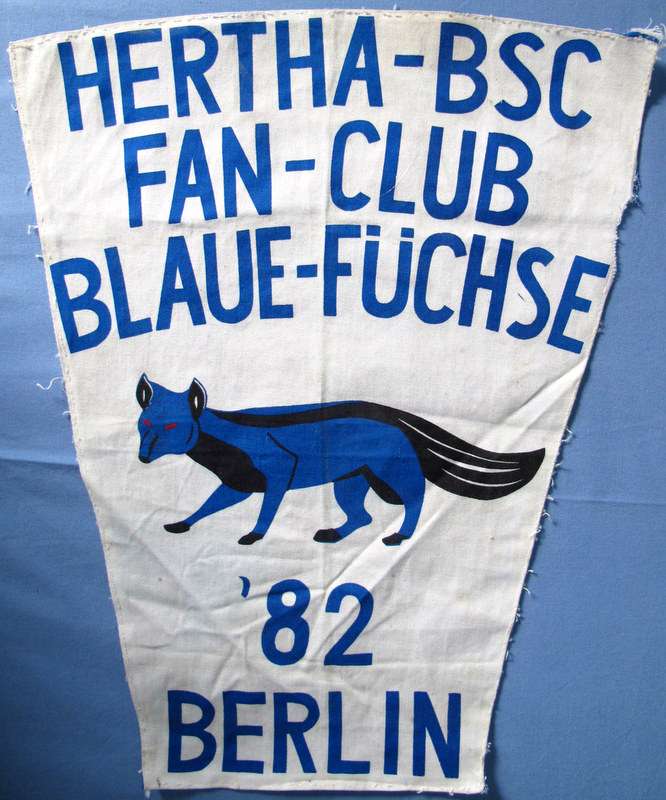 HERTHA-BSC
FAN-CLUB
BLAUE-FÜCHSE
'82
BERLIN